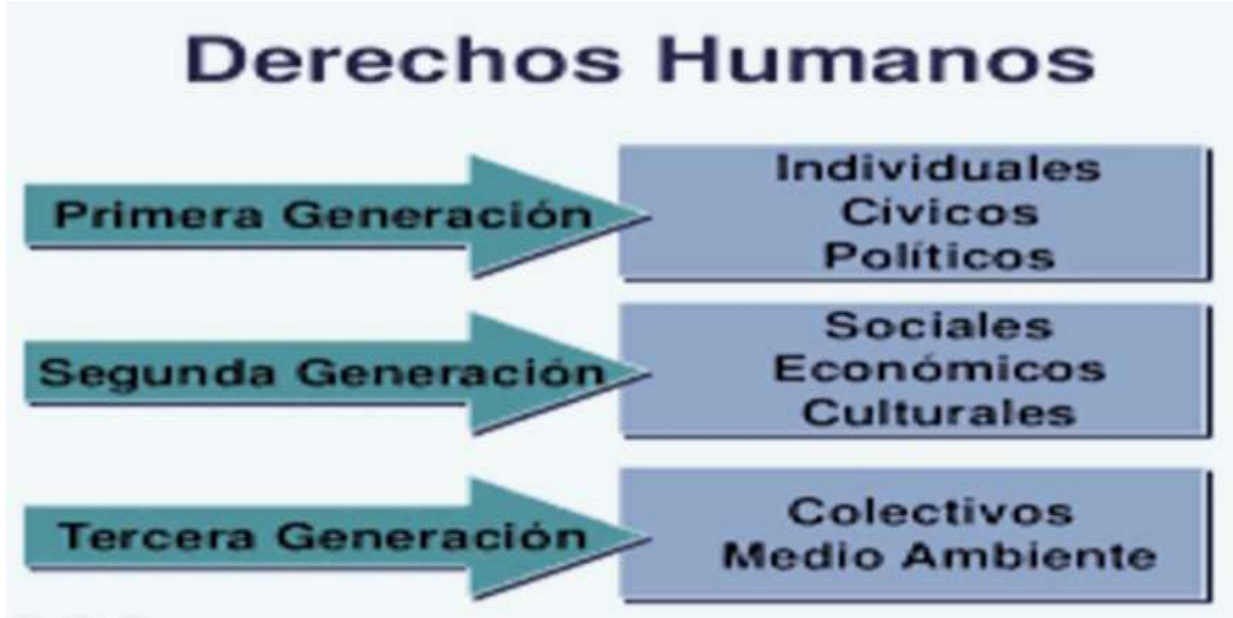 Derechos Humanos
Primera Generación
Individuales
Cívicos
Políticos
Segunda Generación
Sociales
Económicos
Culturales
Tercera Generación
Colectivos
Medio Ambiente